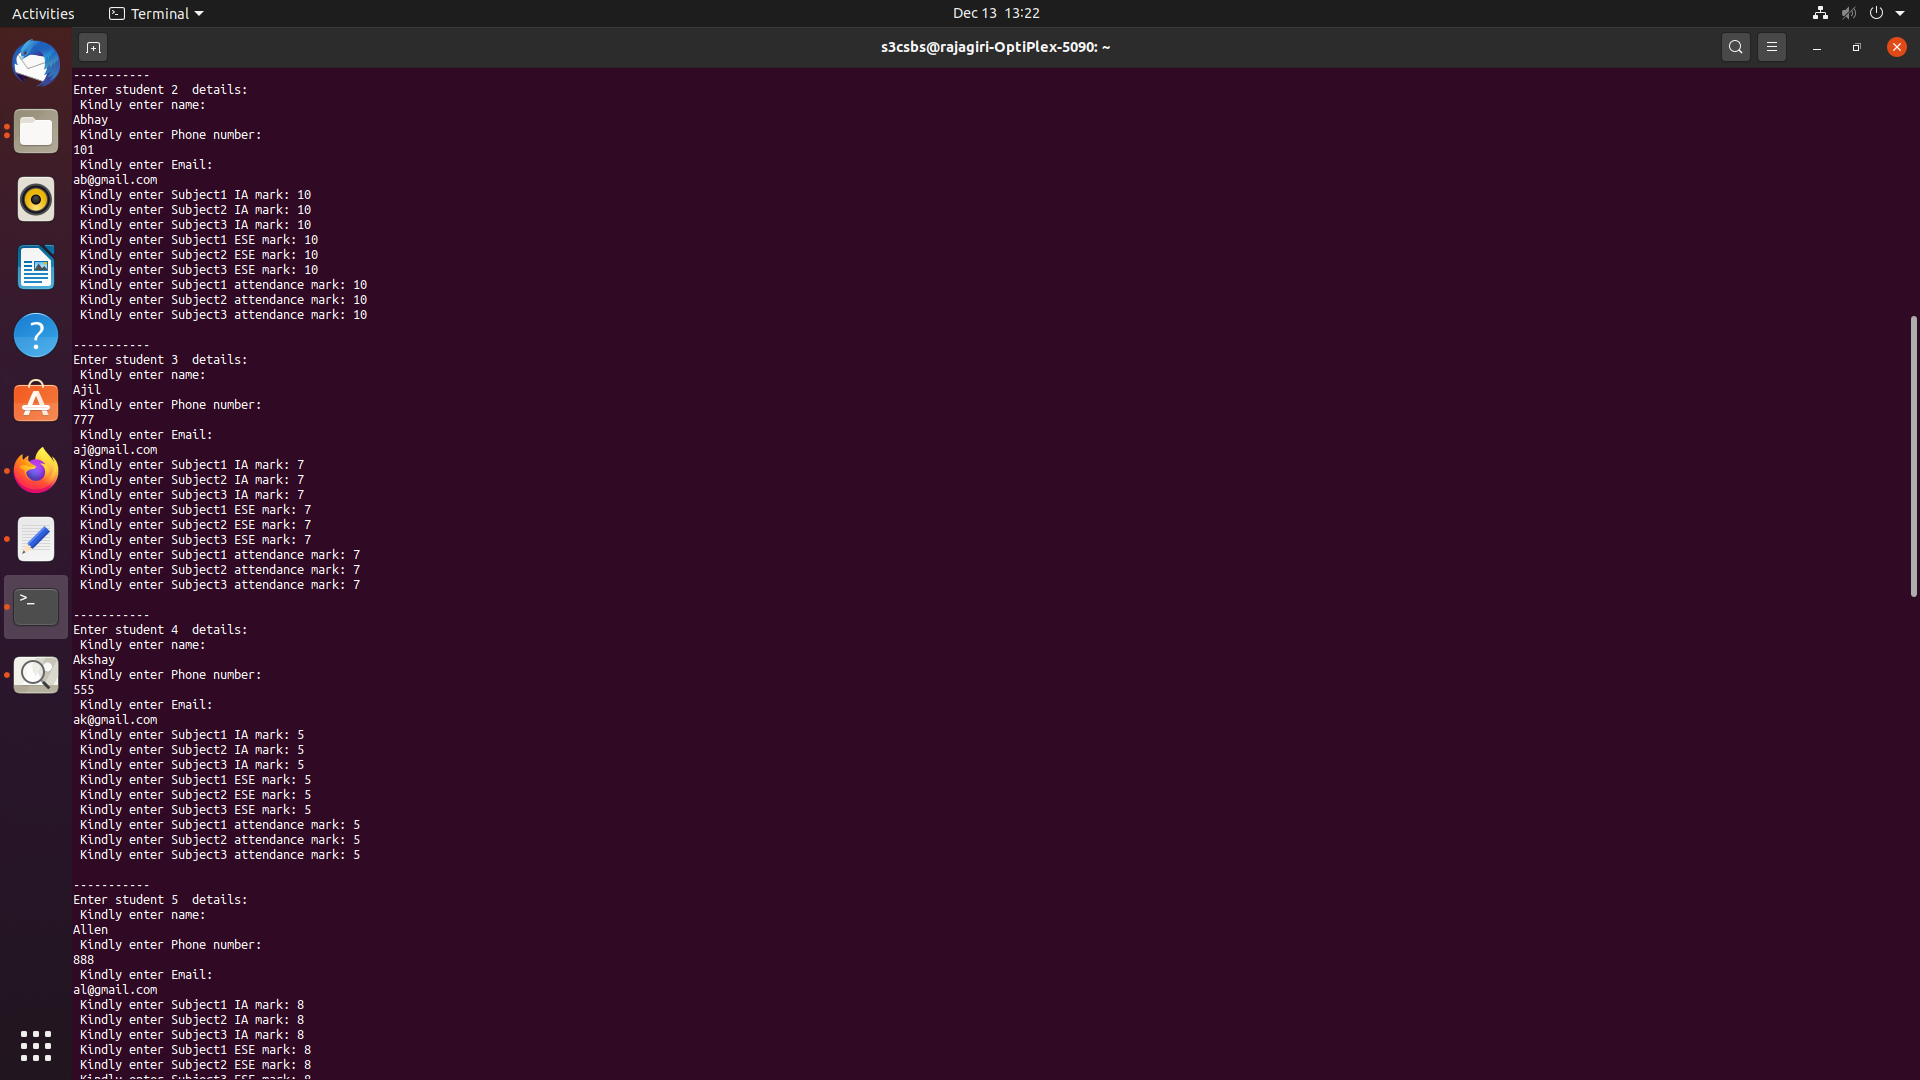 Activities
Terminal
Dec 13 13:22
s3csbs@rajagiri-OptiPlex-5090: ~
-----------
Enter student 2  details:
 Kindly enter name:
Abhay
 Kindly enter Phone number:
101
 Kindly enter Email:
ab@gmail.com
 Kindly enter Subject1 IA mark: 10
 Kindly enter Subject2 IA mark: 10
 Kindly enter Subject3 IA mark: 10
 Kindly enter Subject1 ESE mark: 10
 Kindly enter Subject2 ESE mark: 10
 Kindly enter Subject3 ESE mark: 10
 Kindly enter Subject1 attendance mark: 10
 Kindly enter Subject2 attendance mark: 10
 Kindly enter Subject3 attendance mark: 10
-----------
Enter student 3  details:
 Kindly enter name:
Ajil
 Kindly enter Phone number:
777
 Kindly enter Email:
aj@gmail.com
 Kindly enter Subject1 IA mark: 7
 Kindly enter Subject2 IA mark: 7
 Kindly enter Subject3 IA mark: 7
 Kindly enter Subject1 ESE mark: 7
 Kindly enter Subject2 ESE mark: 7
 Kindly enter Subject3 ESE mark: 7
 Kindly enter Subject1 attendance mark: 7
 Kindly enter Subject2 attendance mark: 7
 Kindly enter Subject3 attendance mark: 7
-----------
Enter student 4  details:
 Kindly enter name:
Akshay
 Kindly enter Phone number:
555
 Kindly enter Email:
ak@gmail.com
 Kindly enter Subject1 IA mark: 5
 Kindly enter Subject2 IA mark: 5
 Kindly enter Subject3 IA mark: 5
 Kindly enter Subject1 ESE mark: 5
 Kindly enter Subject2 ESE mark: 5
 Kindly enter Subject3 ESE mark: 5
 Kindly enter Subject1 attendance mark: 5
 Kindly enter Subject2 attendance mark: 5
 Kindly enter Subject3 attendance mark: 5
-----------
Enter student 5  details:
 Kindly enter name:
Allen
 Kindly enter Phone number:
888
 Kindly enter Email:
al@gmail.com
 Kindly enter Subject1 IA mark: 8
 Kindly enter Subject2 IA mark: 8
 Kindly enter Subject3 IA mark: 8
 Kindly enter Subject1 ESE mark: 8
 Kindly enter Subject2 ESE mark: 8
 Kindly enter Subject3 ESE mark: 8